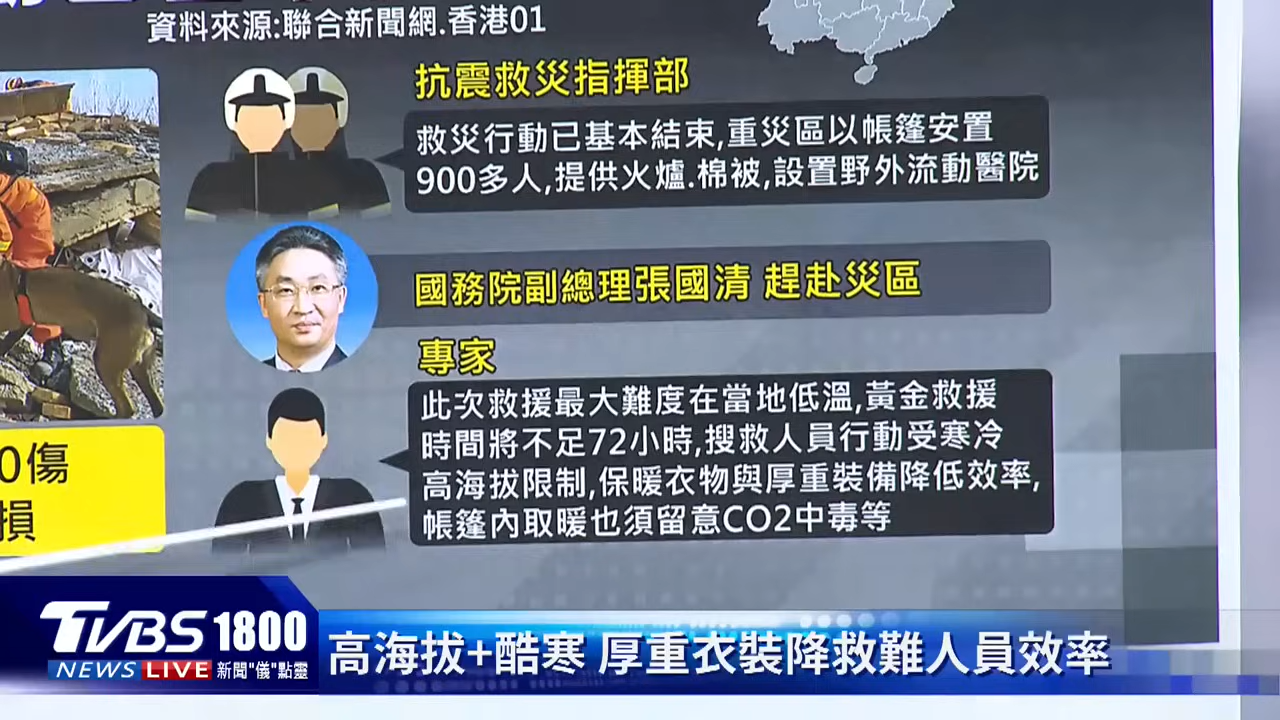 資料來源:聯合新聞網.香港01
抗震救災指揮部
救災行動已基本結束,重災區以帳篷安置
900多人,提供火爐.棉被,設置野外流動醫院
國務院副總理張國清 趕赴災區
專家
此次救援最大難度在當地低溫,黃金救援
時間將不足72小時,搜救人員行動受寒冷
高海拔限制,保暖衣物與厚重裝備降低效率,
帳篷內取暖也須留意CO2中毒等
0傷
損
TVBS 1800
NEWS LIVE 新聞"儀"點靈
高海拔+酷寒 厚重衣裝降救難人員效率